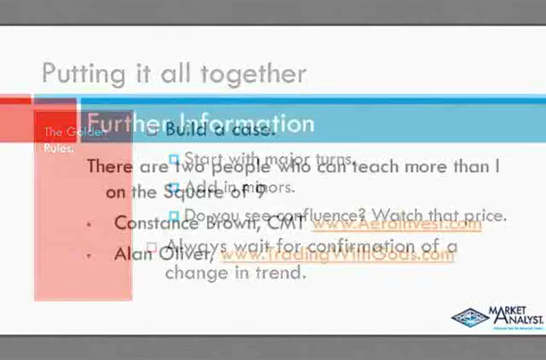 Putting it all together
Further Information
The Golden
Rules.
Build a case.
Start with major turns.
Add in minors.
Do you see confluence? Watch that price.
Always wait for confirmation of a
change in trend.
There are two people who can teach more than I
on the Square of 9
• Constance Brown, CMT www.AeroInvest.com
• Alan Oliver, www.TradingWithGods.com
MARKET
ANALYST